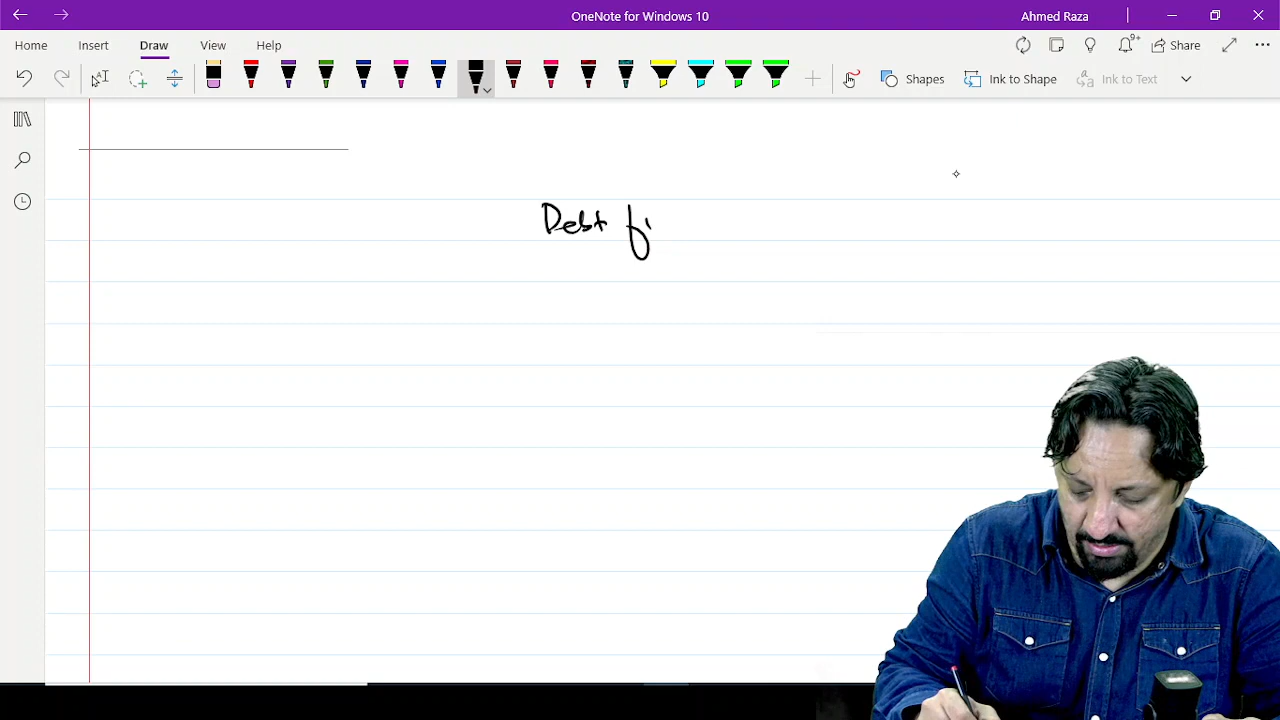 OneNote for Windows 10
Ahmed Raza
Home Insert Draw View Help
Share
Shapes Ink to Shape Ink to Text
Debt fi